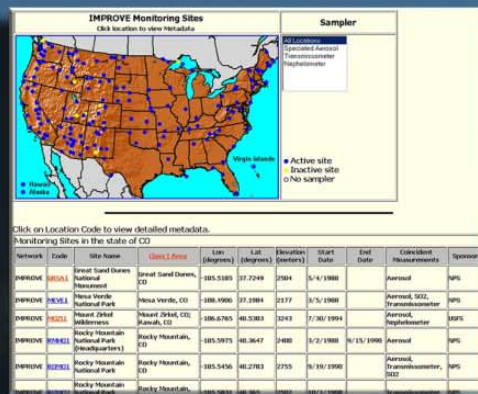 IMPROVE Monitoring Sites
Click location to view Metadata
Sampler
All Locations
Speciated Aerosol
Transmissometer
Nephelometer
Virgin Islands
Hawaii
Alaska
Active site
Inactive site
No sampler
Click on Location Code to view detailed metadata.
Monitoring Sites in the state of CO
Network Code Site Name Class I Area Lon (degrees) Lat (degrees) Elevation (meters) Start Date End Date Coincident Measurements Sponsor
IMPROVE GRSA1 Great Sand Dunes National Monument Great Sand Dunes, CO -105.5185 37.7249 2504 5/4/1988 Aerosol NPS
IMPROVE MEVE1 Mesa Verde National Park Mesa Verde, CO -108.4906 37.1984 2177 3/5/1988 Aerosol, SO2, Transmissometer NPS
IMPROVE MOZI1 Mount Zirkel Wilderness Mount Zirkel, CO; Rawah, CO -106.6765 40.5383 3243 7/30/1994 Aerosol, Nephelometer USFS
IMPROVE RMHQ1 Rocky Mountain National Park (Headquarters) Rocky Mountain, CO -105.5975 40.3647 2408 3/2/1988 Aerosol NPS
IMPROVE ROMO1 Rocky Mountain National Park Rocky Mountain, CO -105.5456 40.2783 2755 9/19/1990 Aerosol, Transmissometer, SO2 NPS
Rocky Mountain National Park Rocky Mountain,